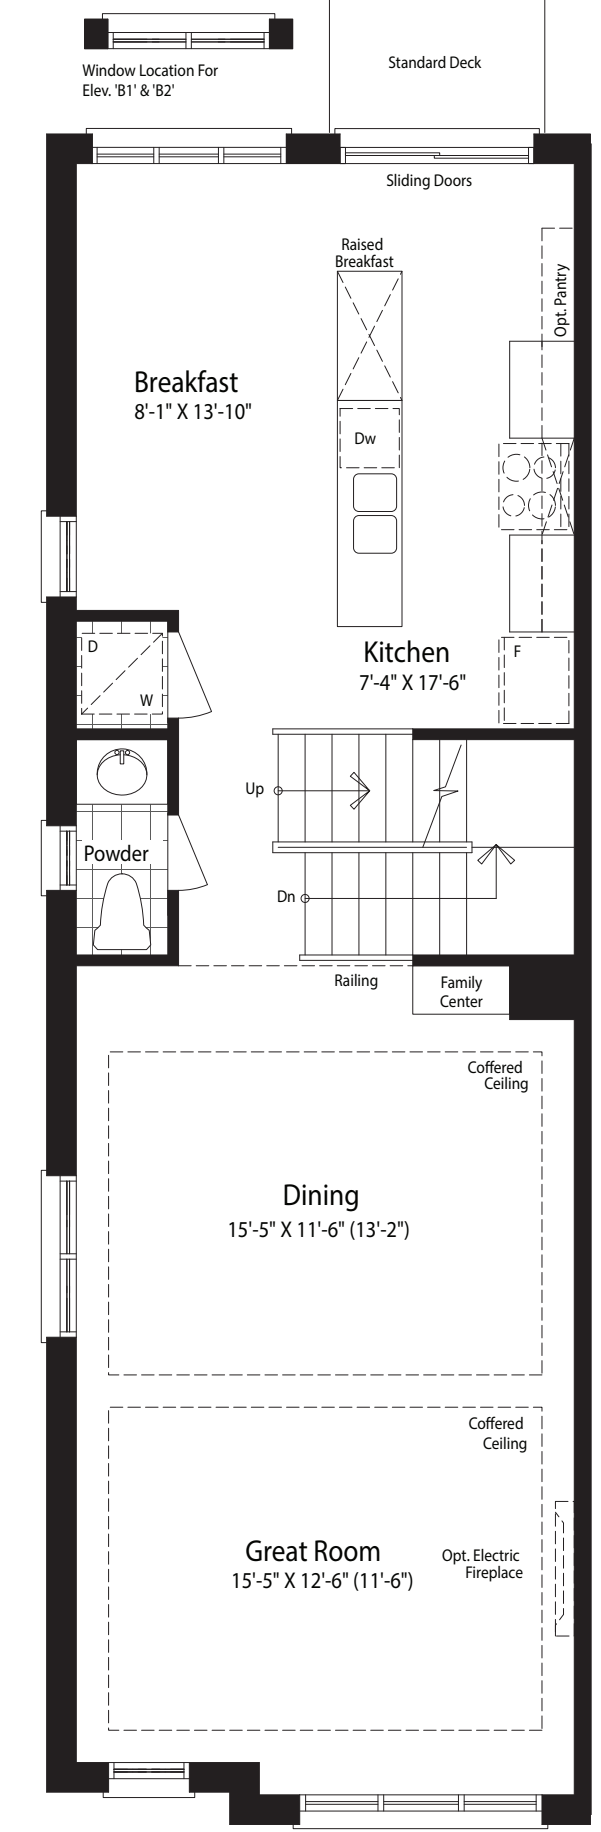 Window Location For
Elev. 'B1' & 'B2'
Standard Deck
Sliding Doors
Raised
Breakfast
Opt. Pantry
Breakfast
8'-1" X 13'-10"
Dw
Kitchen
7'-4" X 17'-6"
F
D
W
Up
Powder
Dn
Railing
Family
Center
Coffered
Ceiling
Dining
15'-5" X 11'-6" (13'-2")
Coffered
Ceiling
Great Room
15'-5" X 12'-6" (11'-6")
Opt. Electric
Fireplace